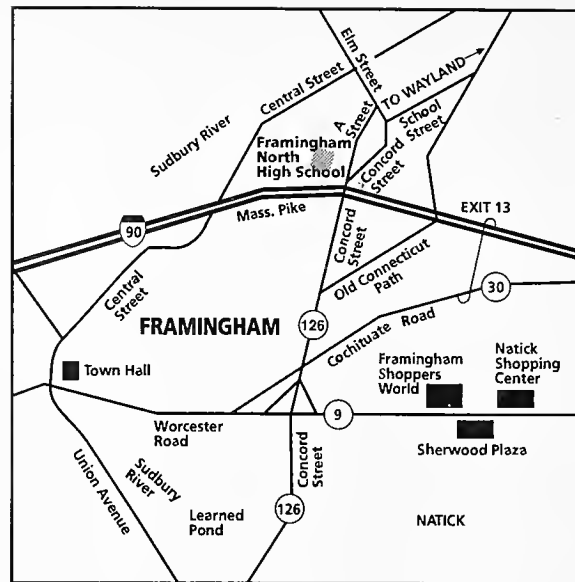 Elm Street
Central Street
TO WAYLAND
A Street
School Street
Sudbury River
Framingham
North
High School
Concord
Street
EXIT 13
Mass. Pike
90
Concord
Street
Old Connecticut
Path
30
Central
Street
FRAMINGHAM
126
Cochituate Road
Framingham
Shoppers
World
Natick
Shopping
Center
Town Hall
9
Worcester
Road
Sherwood Plaza
Union Avenue
Sudbury
River
Concord
Street
Learned
Pond
126
NATICK